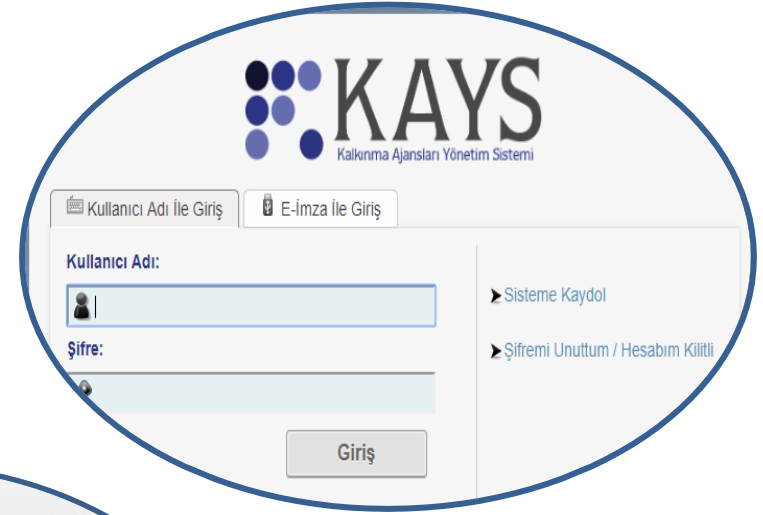 KAYS
Kalkınma Ajansları Yönetim Sistemi
Kullanıcı Adı İle Giriş
E-İmza İle Giriş
Kullanıcı Adı:
Sisteme Kaydol
Şifre:
Şifremi Unuttum / Hesabım Kilitli
Giriş